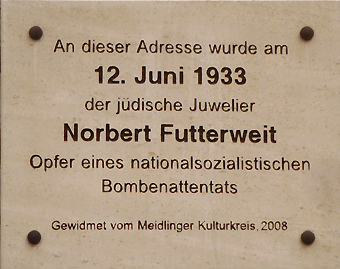 An dieser Adresse wurde am
12. Juni 1933
der jüdische Juwelier
Norbert Futterweit
Opfer eines nationalsozialistischen
Bombenattentats
Gewidmet vom Meidlinger Kulturkreis, 2008